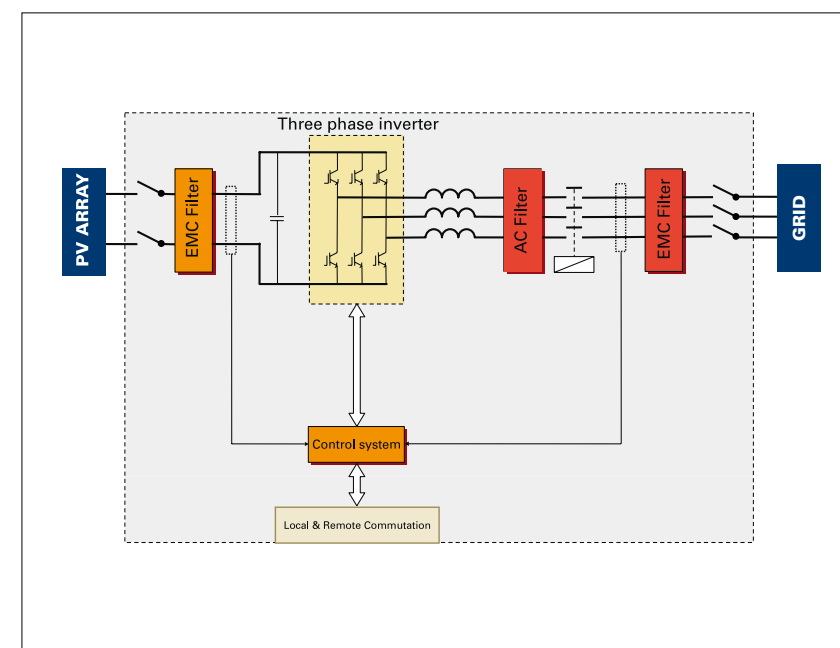 Three phase inverter
PV ARRAY
EMC Filter
AC Filter
EMC Filter
GRID
Control system
Local & Remote Commutation